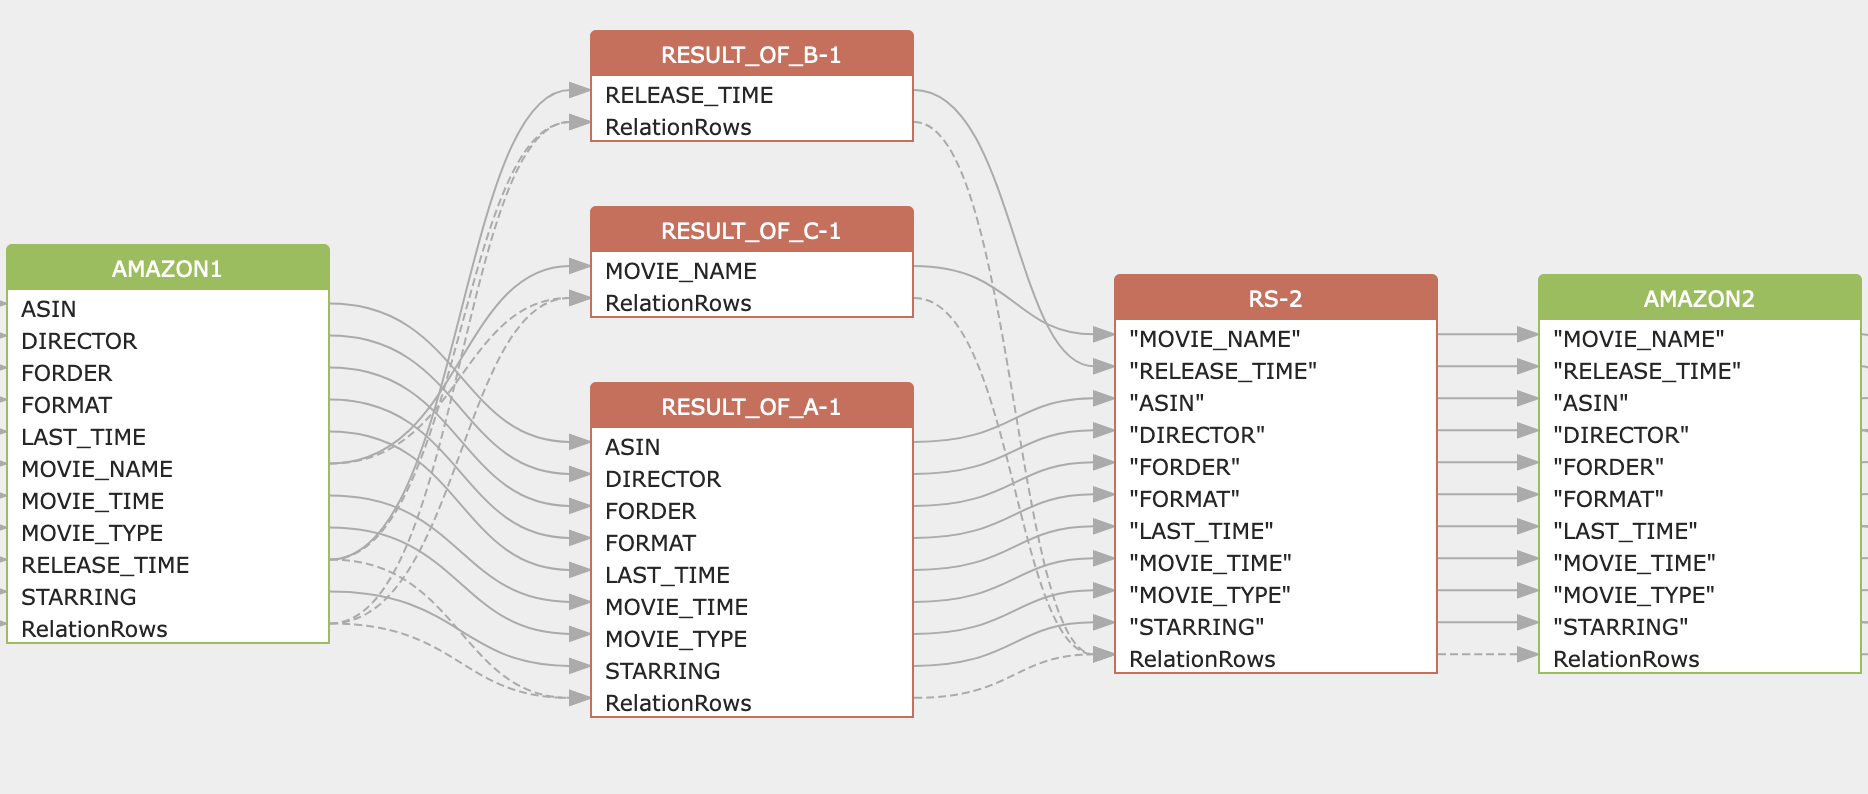 AMAZON1
ASIN
DIRECTOR
FORDER
FORMAT
LAST_TIME
MOVIE_NAME
MOVIE_TIME
MOVIE_TYPE
RELEASE_TIME
STARRING
RelationRows
RESULT_OF_B-1
RELEASE_TIME
RelationRows
RESULT_OF_C-1
MOVIE_NAME
RelationRows
RESULT_OF_A-1
ASIN
DIRECTOR
FORDER
FORMAT
LAST_TIME
MOVIE_TIME
MOVIE_TYPE
STARRING
RelationRows
RS-2
"MOVIE_NAME"
"RELEASE_TIME"
"ASIN"
"DIRECTOR"
"FORDER"
"FORMAT"
"LAST_TIME"
"MOVIE_TIME"
"MOVIE_TYPE"
"STARRING"
RelationRows
AMAZON2
"MOVIE_NAME"
"RELEASE_TIME"
"ASIN"
"DIRECTOR"
"FORDER"
"FORMAT"
"LAST_TIME"
"MOVIE_TIME"
"MOVIE_TYPE"
"STARRING"
RelationRows